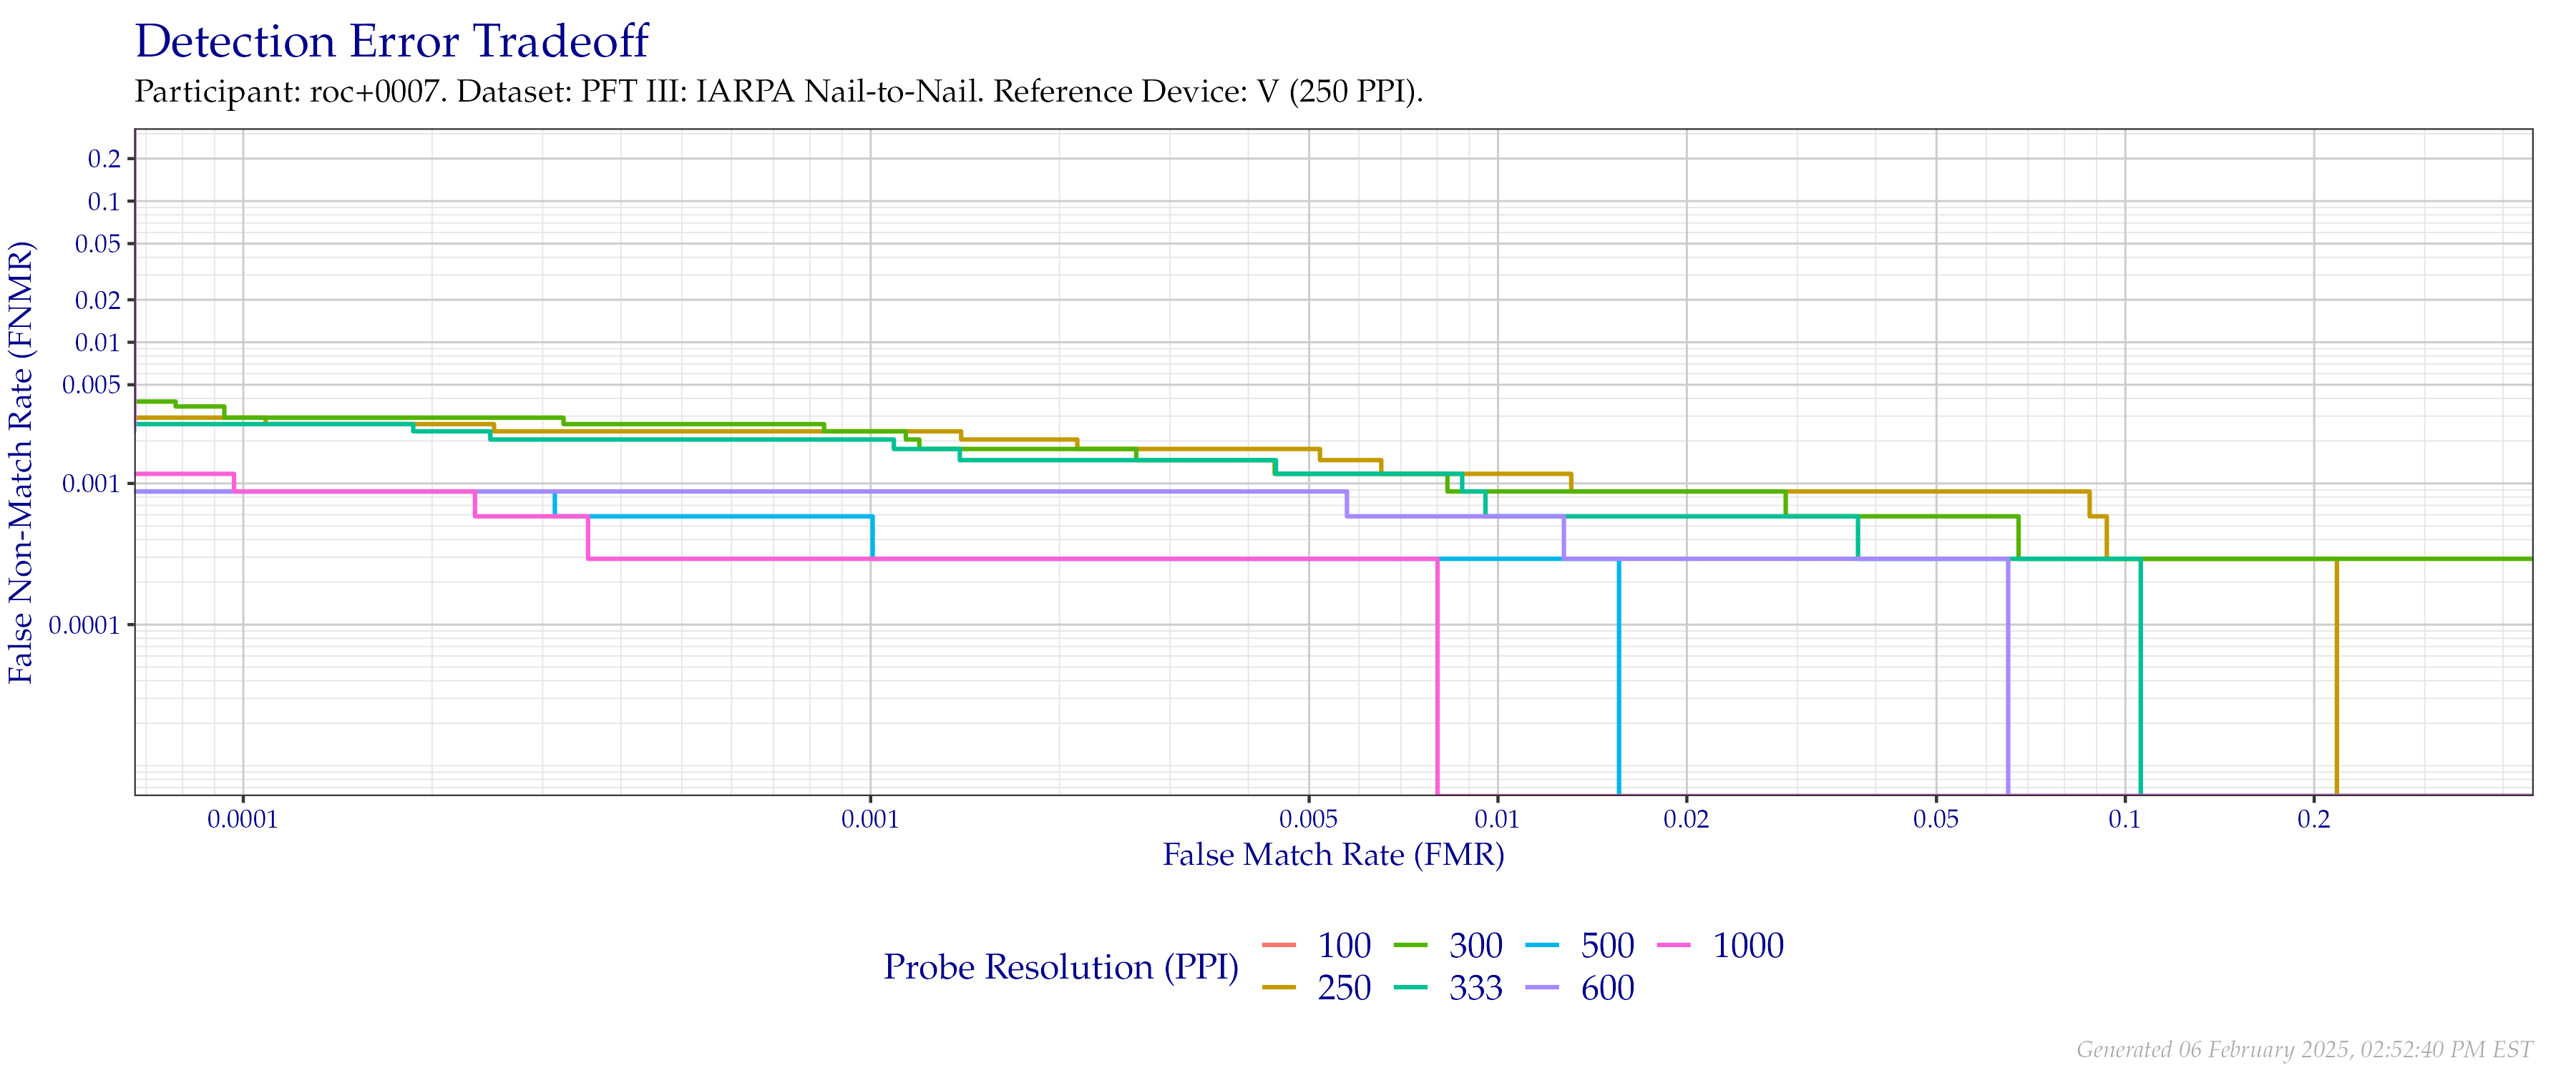 Detection Error Tradeoff
Participant: roc+0007. Dataset: PFT III: IARPA Nail-to-Nail. Reference Device: V (250 PPI).
False Non-Match Rate (FNMR)
0.2
0.1
0.05
0.02
0.01
0.005
0.001
0.0001
0.0001 0.001 0.005 0.01 0.02 0.05 0.1 0.2
False Match Rate (FMR)
Probe Resolution (PPI)
100 300 500 1000
250 333 600
Generated 06 February 2025, 02:52:40 PM EST